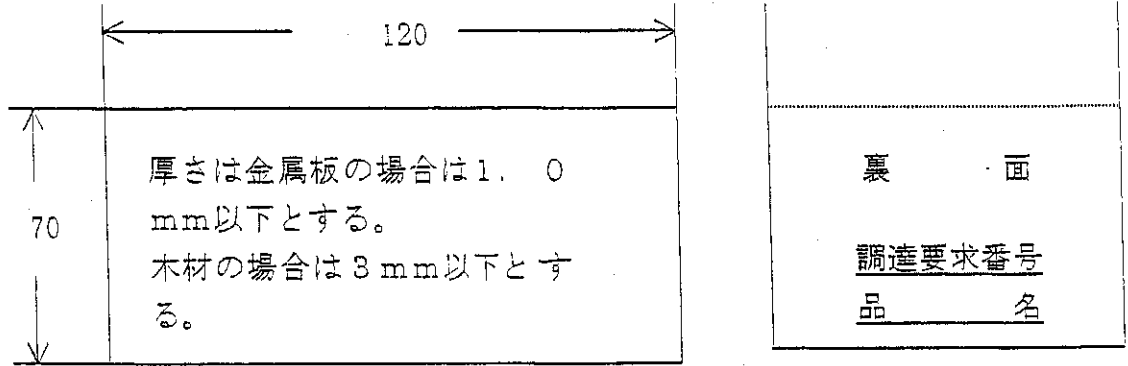 120
70
厚さは金属板の場合は1．0
mm以下とする。
木材の場合は3mm以下とす
る。
裏面
調達要求番号
品名